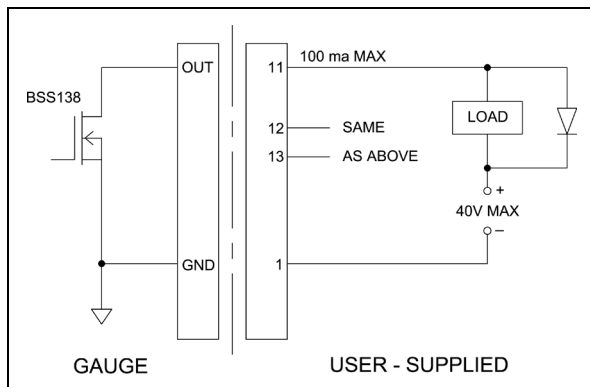 OUT
11
100 ma MAX
BSS138
LOAD
12
SAME
13
AS ABOVE
+
40V MAX
–
GND
1
GAUGE
USER - SUPPLIED